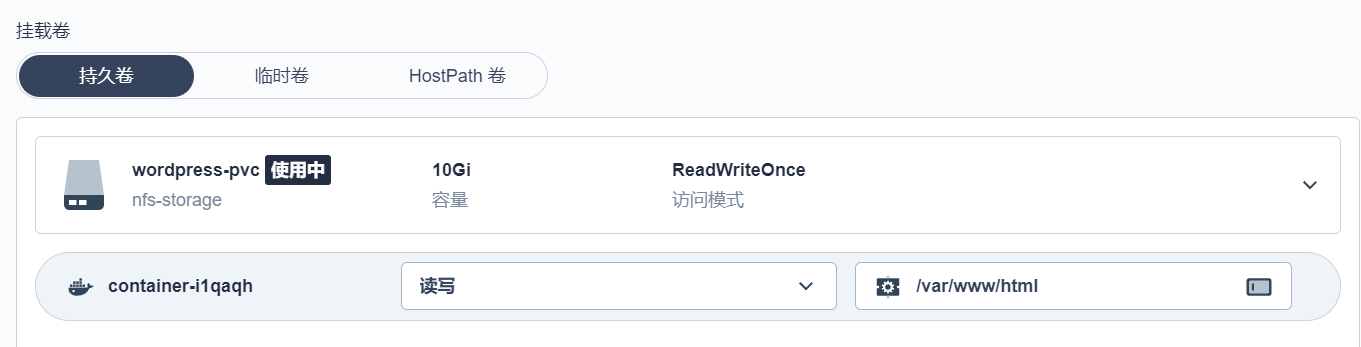 挂载卷
持久卷 临时卷 HostPath 卷
wordpress-pvc 使用中 10Gi ReadWriteOnce
nfs-storage 容量 访问模式
container-i1qaqh 读写 /var/www/html